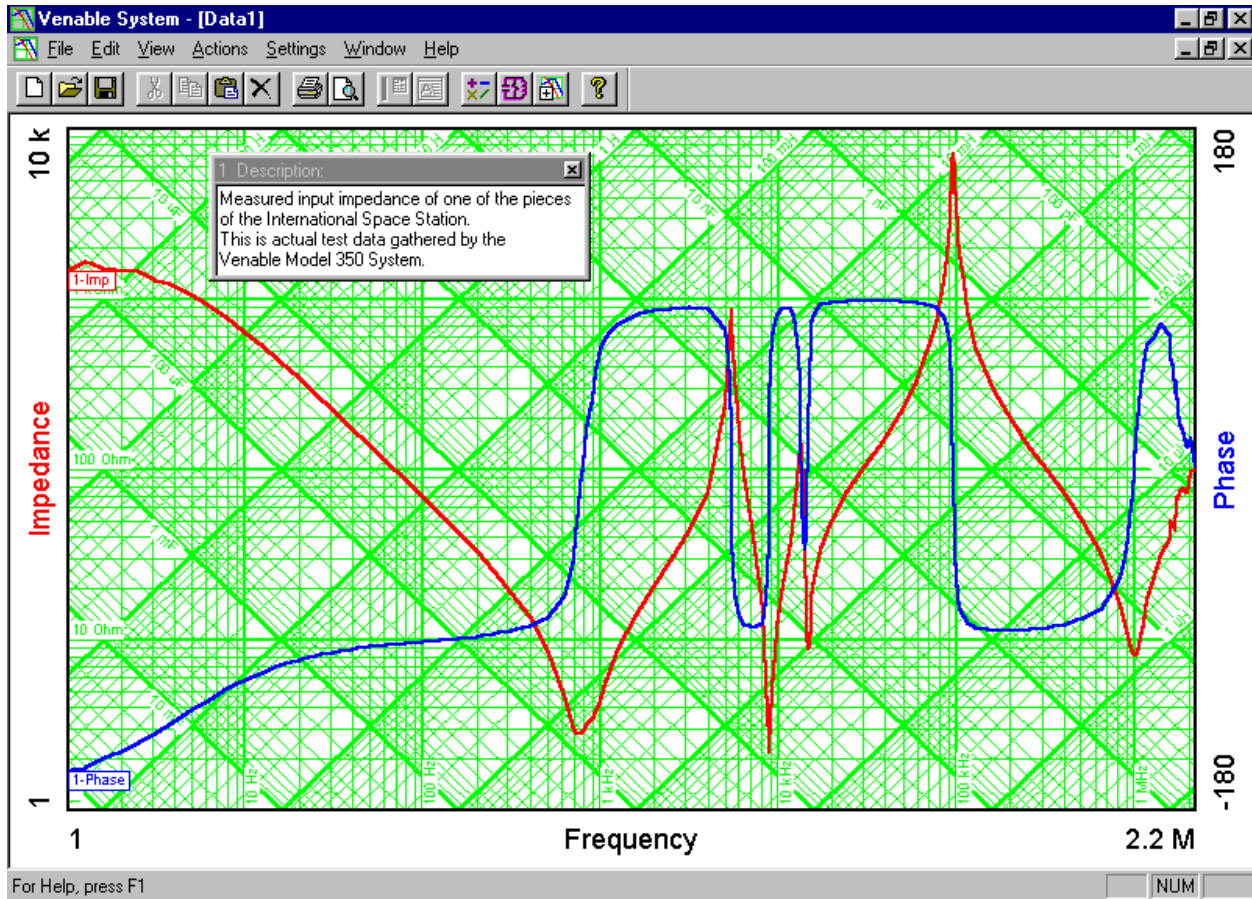 Venable System - [Data1]
File Edit View Actions Settings Window Help
10 k
180
1 Description:
Measured input impedance of one of the pieces
of the International Space Station.
This is actual test data gathered by the
Venable Model 350 System.
1-Imp
100 Ohm
10 Ohm
Impedance
Phase
1-Phase
10 Hz
100 Hz
1 kHz
10 kHz
100 kHz
1 MHz
1
-180
1
Frequency
2.2 M
For Help, press F1
NUM